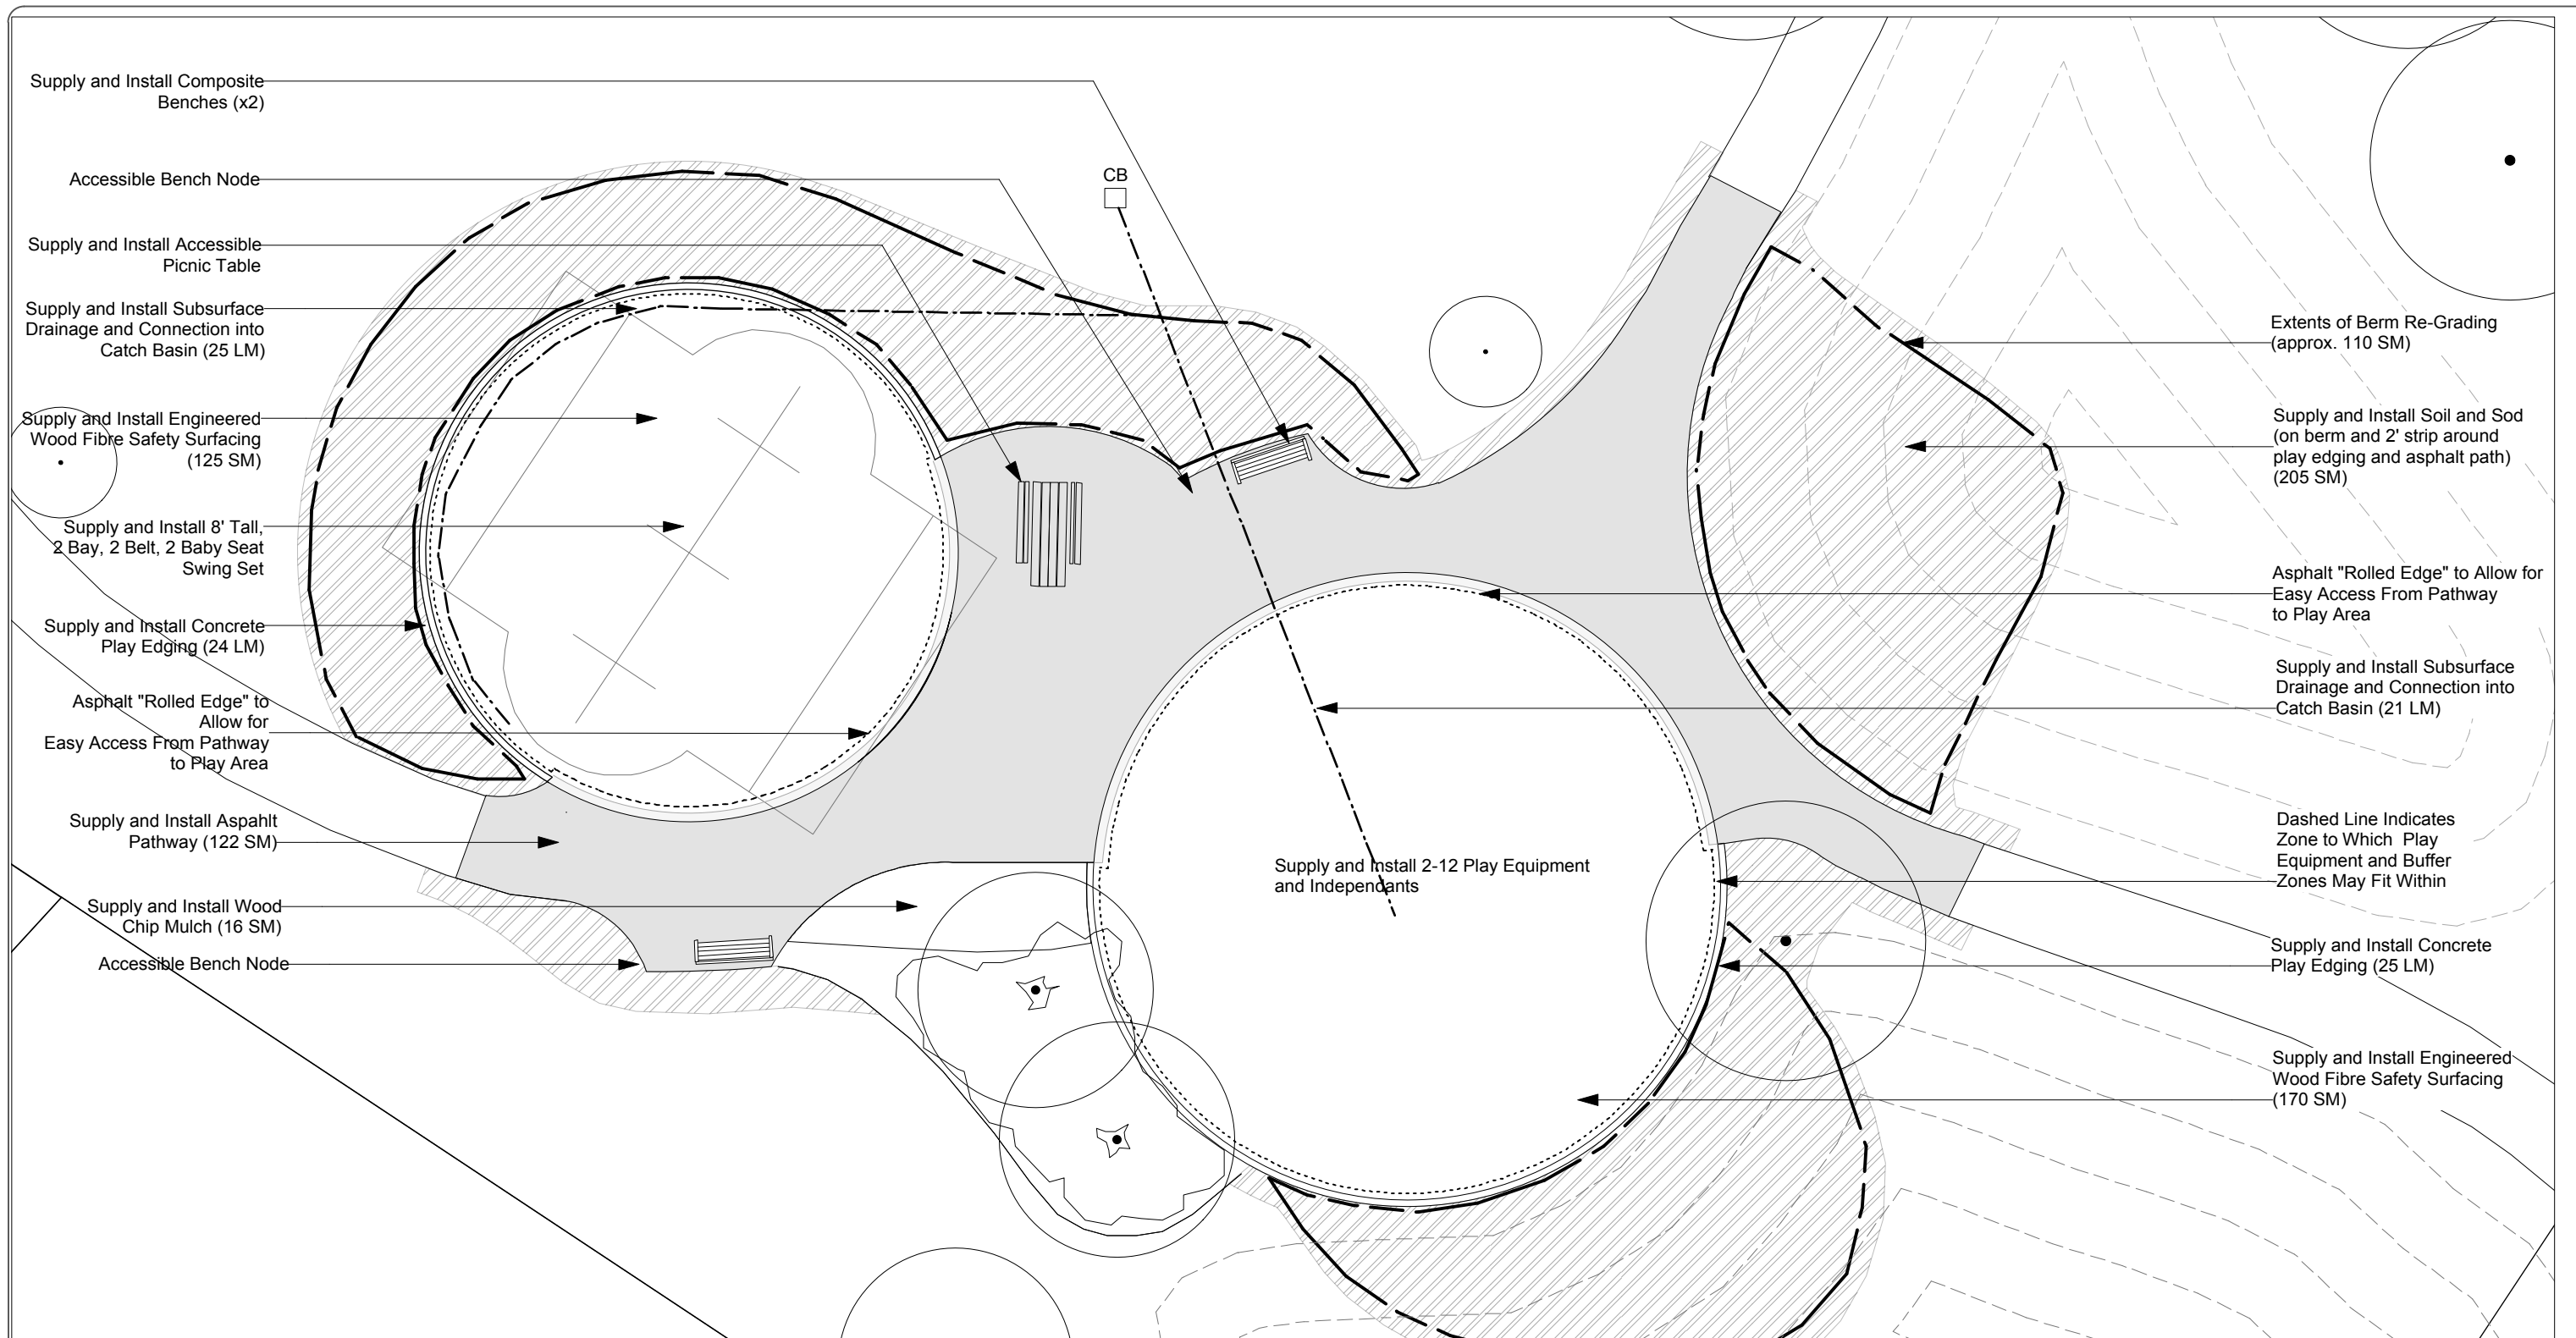 Supply and Install Composite
Benches (x2)
Accessible Bench Node
Supply and Install Accessible
Picnic Table
Supply and Install Subsurface
Drainage and Connection into
Catch Basin (25 LM)
Supply and Install Engineered
Wood Fibre Safety Surfacing
(125 SM)
Supply and Install 8' Tall,
2 Bay, 2 Belt, 2 Baby Seat
Swing Set
Supply and Install Concrete
Play Edging (24 LM)
Asphalt "Rolled Edge" to
Allow for
Easy Access From Pathway
to Play Area
Supply and Install Aspahlt
Pathway (122 SM)
Supply and Install Wood
Chip Mulch (16 SM)
Accessible Bench Node
CB
Supply and Install 2-12 Play Equipment
and Independants
Extents of Berm Re-Grading
(approx. 110 SM)
Supply and Install Soil and Sod
(on berm and 2' strip around
play edging and asphalt path)
(205 SM)
Asphalt "Rolled Edge" to Allow for
Easy Access From Pathway
to Play Area
Supply and Install Subsurface
Drainage and Connection into
Catch Basin (21 LM)
Dashed Line Indicates
Zone to Which Play
Equipment and Buffer
Zones May Fit Within
Supply and Install Concrete
Play Edging (25 LM)
Supply and Install Engineered
Wood Fibre Safety Surfacing
(170 SM)